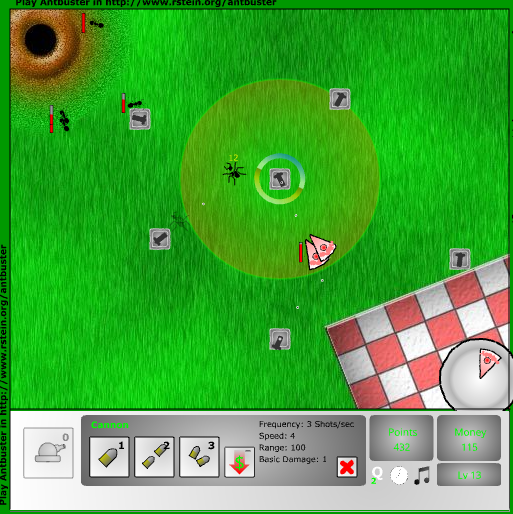 Play Antbuster in http://www.rstein.org/antbuster
Play Antbuster in http://www.rstein.org/antbuster
12
0
Cannon
1
2
3
Frequency: 3 Shots/sec
Speed: 4
Range: 100
Basic Damage: 1
Points
432
Money
115
Q
2
Lv 13